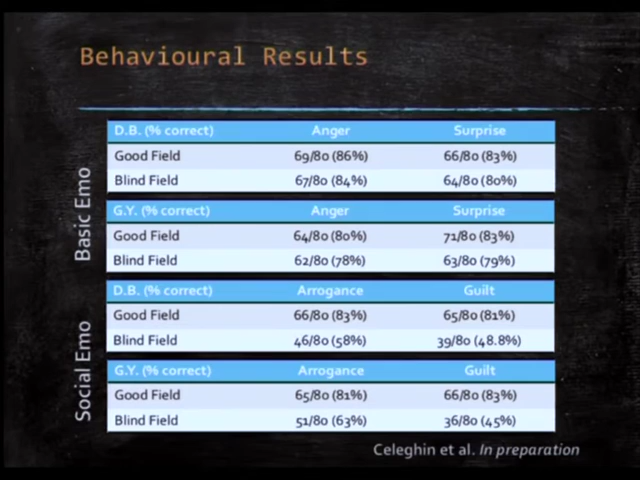 Behavioural Results
Basic Emo
D.B. (% correct) Anger Surprise
Good Field 69/80 (86%) 66/80 (83%)
Blind Field 67/80 (84%) 64/80 (80%)
G.Y. (% correct) Anger Surprise
Good Field 64/80 (80%) 71/80 (83%)
Blind Field 62/80 (78%) 63/80 (79%)
Social Emo
D.B. (% correct) Arrogance Guilt
Good Field 66/80 (83%) 65/80 (81%)
Blind Field 46/80 (58%) 39/80 (48.8%)
G.Y. (% correct) Arrogance Guilt
Good Field 65/80 (81%) 66/80 (83%)
Blind Field 51/80 (63%) 36/80 (45%)
Celeghin et al. In preparation